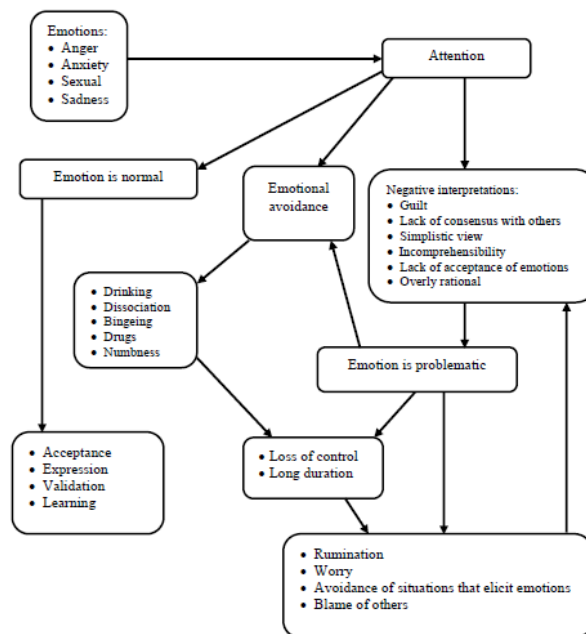 Emotions:
• Anger
• Anxiety
• Sexual
• Sadness
Attention
Emotion is normal
Emotional
avoidance
Negative interpretations:
• Guilt
• Lack of consensus with others
• Simplistic view
• Incomprehensibility
• Lack of acceptance of emotions
• Overly rational
• Drinking
• Dissociation
• Bingeing
• Drugs
• Numbness
Emotion is problematic
• Acceptance
• Expression
• Validation
• Learning
• Loss of control
• Long duration
• Rumination
• Worry
• Avoidance of situations that elicit emotions
• Blame of others